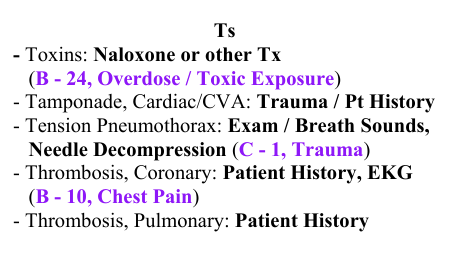 Ts
- Toxins: Naloxone or other Tx
(B - 24, Overdose / Toxic Exposure)
- Tamponade, Cardiac/CVA: Trauma / Pt History
- Tension Pneumothorax: Exam / Breath Sounds,
Needle Decompression (C - 1, Trauma)
- Thrombosis, Coronary: Patient History, EKG
(B - 10, Chest Pain)
- Thrombosis, Pulmonary: Patient History